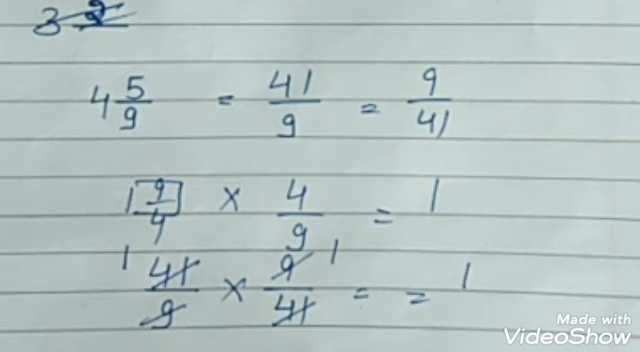 3 2
4 5/9 = 41/9 = 9/41
1 9/4 × 4/9 = 1
1 41/9 × 9/41 1 = = 1
Made with
VideoShow